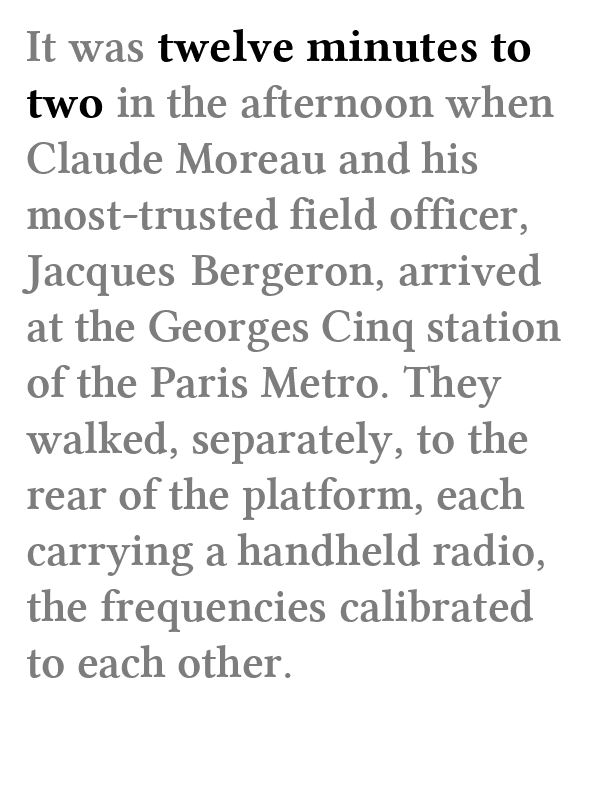 It was twelve minutes to
two in the afternoon when
Claude Moreau and his
most-trusted field officer,
Jacques Bergeron, arrived
at the Georges Cinq station
of the Paris Metro. They
walked, separately, to the
rear of the platform, each
carrying a handheld radio,
the frequencies calibrated
to each other.